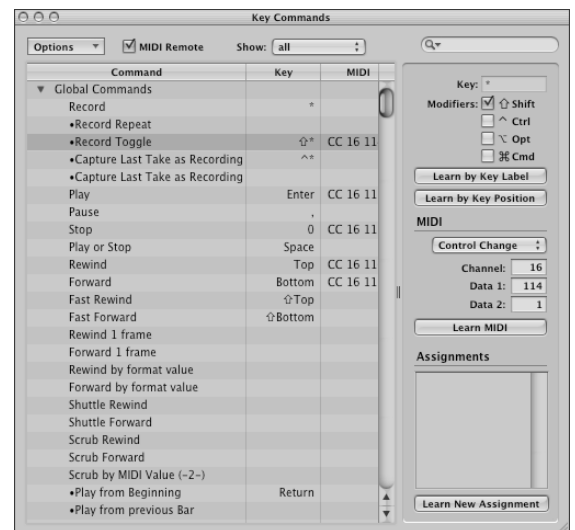 Key Commands
Options MIDI Remote Show: all
Command Key MIDI
Global Commands
Record *
•Record Repeat
•Record Toggle ⇧* CC 16 11
•Capture Last Take as Recording ^*
•Capture Last Take as Recording
Play Enter CC 16 11
Pause ,
Stop 0 CC 16 11
Play or Stop Space
Rewind Top CC 16 11
Forward Bottom CC 16 11
Fast Rewind ⇧Top
Fast Forward ⇧Bottom
Rewind 1 frame
Forward 1 frame
Rewind by format value
Forward by format value
Shuttle Rewind
Shuttle Forward
Scrub Rewind
Scrub Forward
Scrub by MIDI Value (-2-)
•Play from Beginning Return
•Play from previous Bar
Key: *
Modifiers: ⇧ Shift
^ Ctrl
⌥ Opt
⌘ Cmd
Learn by Key Label
Learn by Key Position
MIDI
Control Change
Channel: 16
Data 1: 114
Data 2: 1
Learn MIDI
Assignments
Learn New Assignment